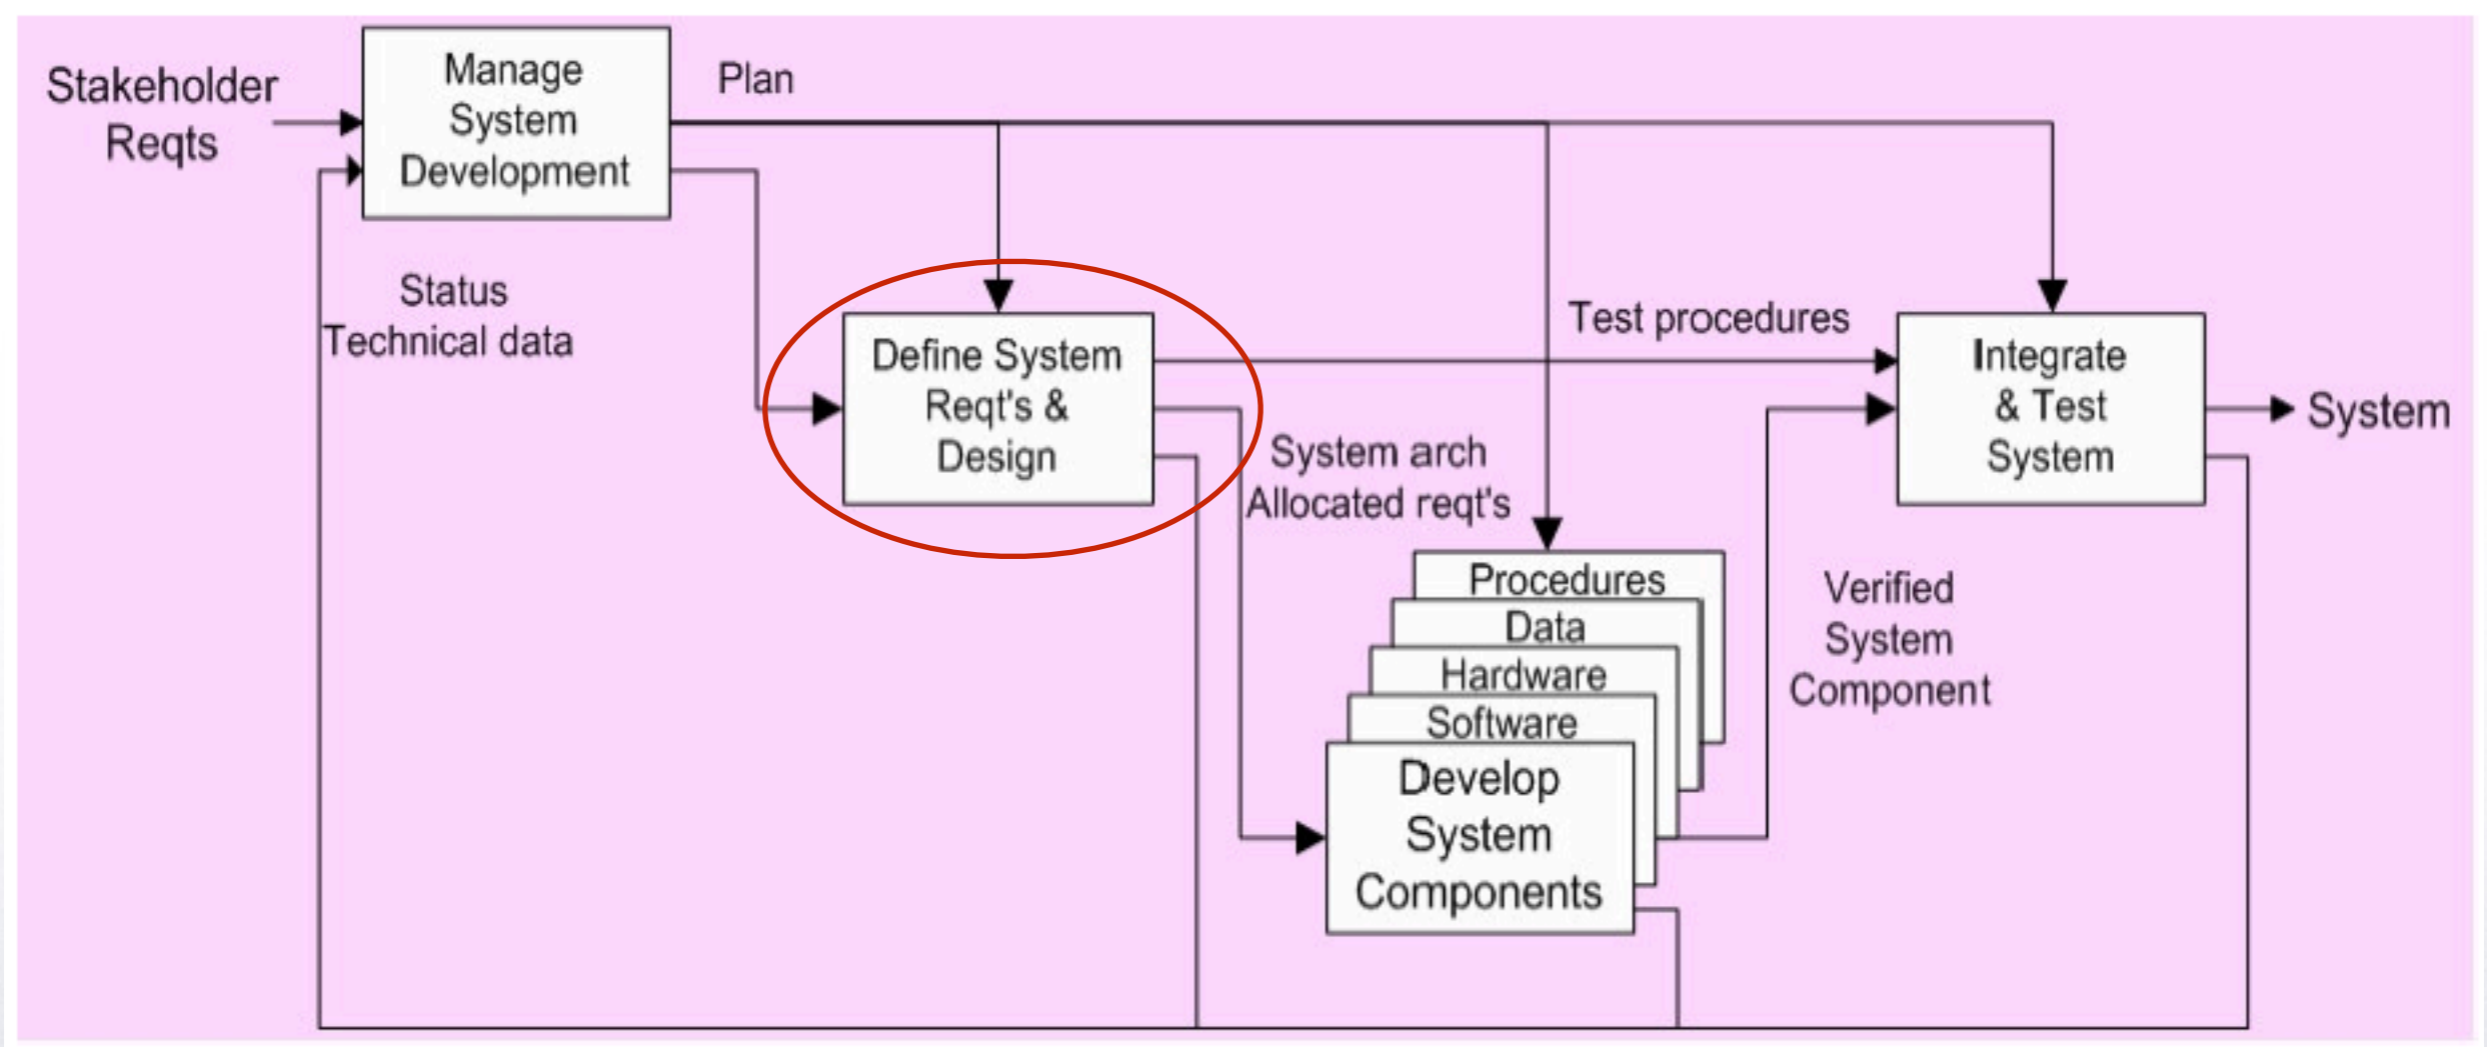 Stakeholder
Reqts
Manage
System
Development
Plan
Status
Technical data
Define System
Reqt's &
Design
Test procedures
Integrate
& Test
System
System
System arch
Allocated reqt's
Procedures
Data
Hardware
Software
Develop
System
Components
Verified
System
Component